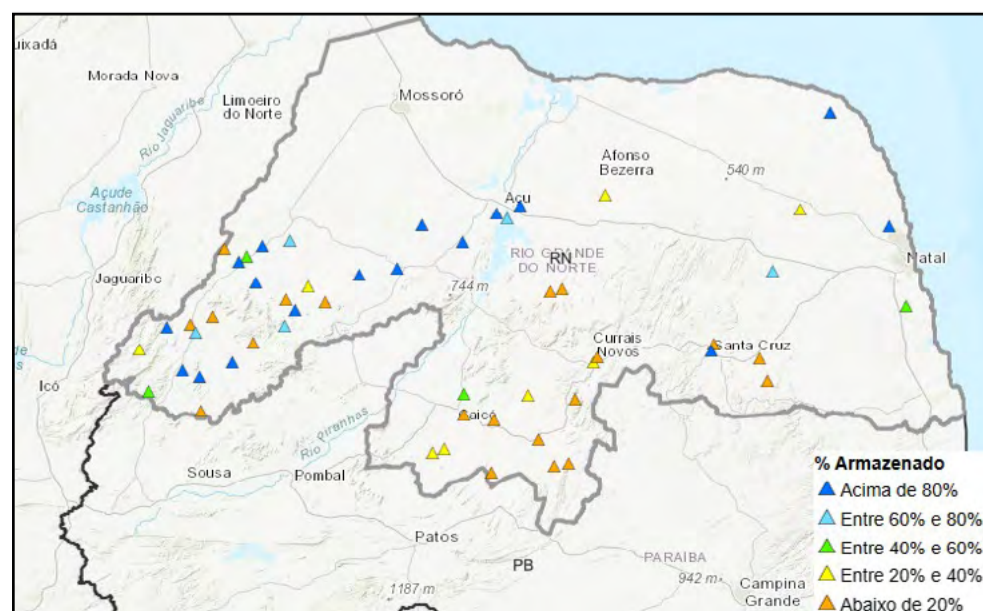 uixadá
Morada Nova
Limoeiro
do Norte
Mossoró
Rio Jaguaribe
Açude
Castanhão
Afonso
Bezerra
540 m
Açu
RIO GRANDE
DO NORTE
RN
Natal
Jaguaribe
744 m
Currais
Novos
Santa Cruz
de
Icó
Caicó
Rio Piranhas
Sousa
Pombal
Patos
PB
PARAÍBA
1187 m
942 m
Campina
Grande
% Armazenado
Acima de 80%
Entre 60% e 80%
Entre 40% e 60%
Entre 20% e 40%
Abaixo de 20%